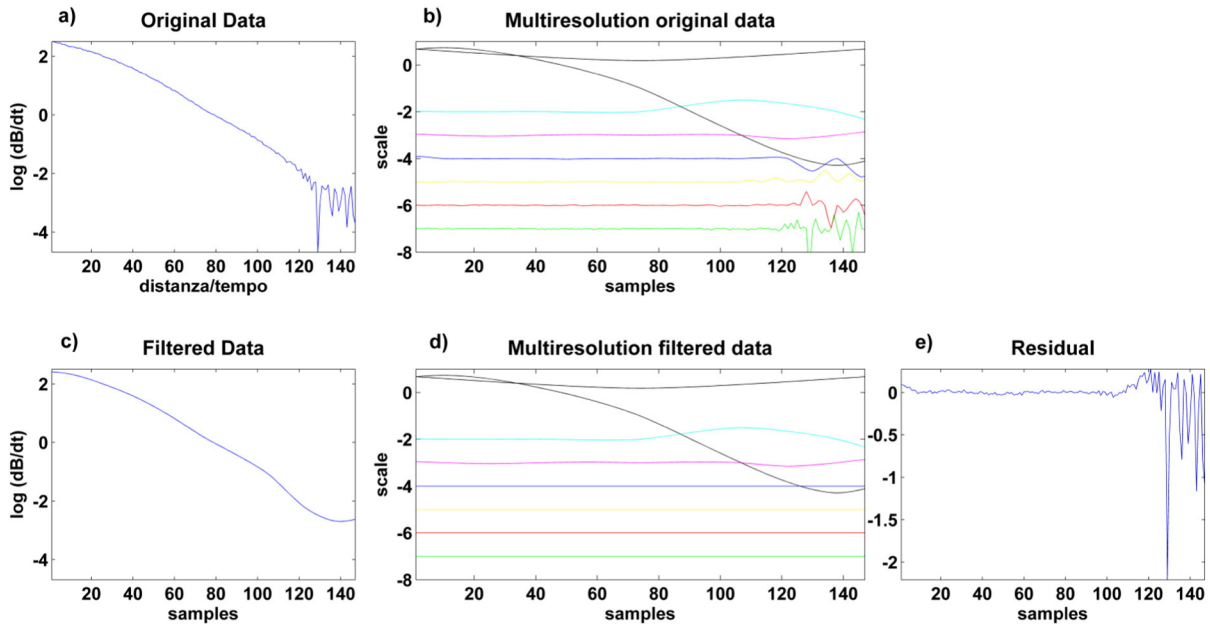 a)
Original Data
2
0
-2
-4
log (dB/dt)
20 40 60 80 100 120 140
distanza/tempo
b)
Multiresolution original data
0
-2
-4
-6
-8
scale
20 40 60 80 100 120 140
samples
c)
Filtered Data
2
0
-2
-4
log (dB/dt)
20 40 60 80 100 120 140
samples
d)
Multiresolution filtered data
0
-2
-4
-6
-8
scale
20 40 60 80 100 120 140
samples
e)
Residual
0
-0.5
-1
-1.5
-2
20 40 60 80 100 120 140
samples